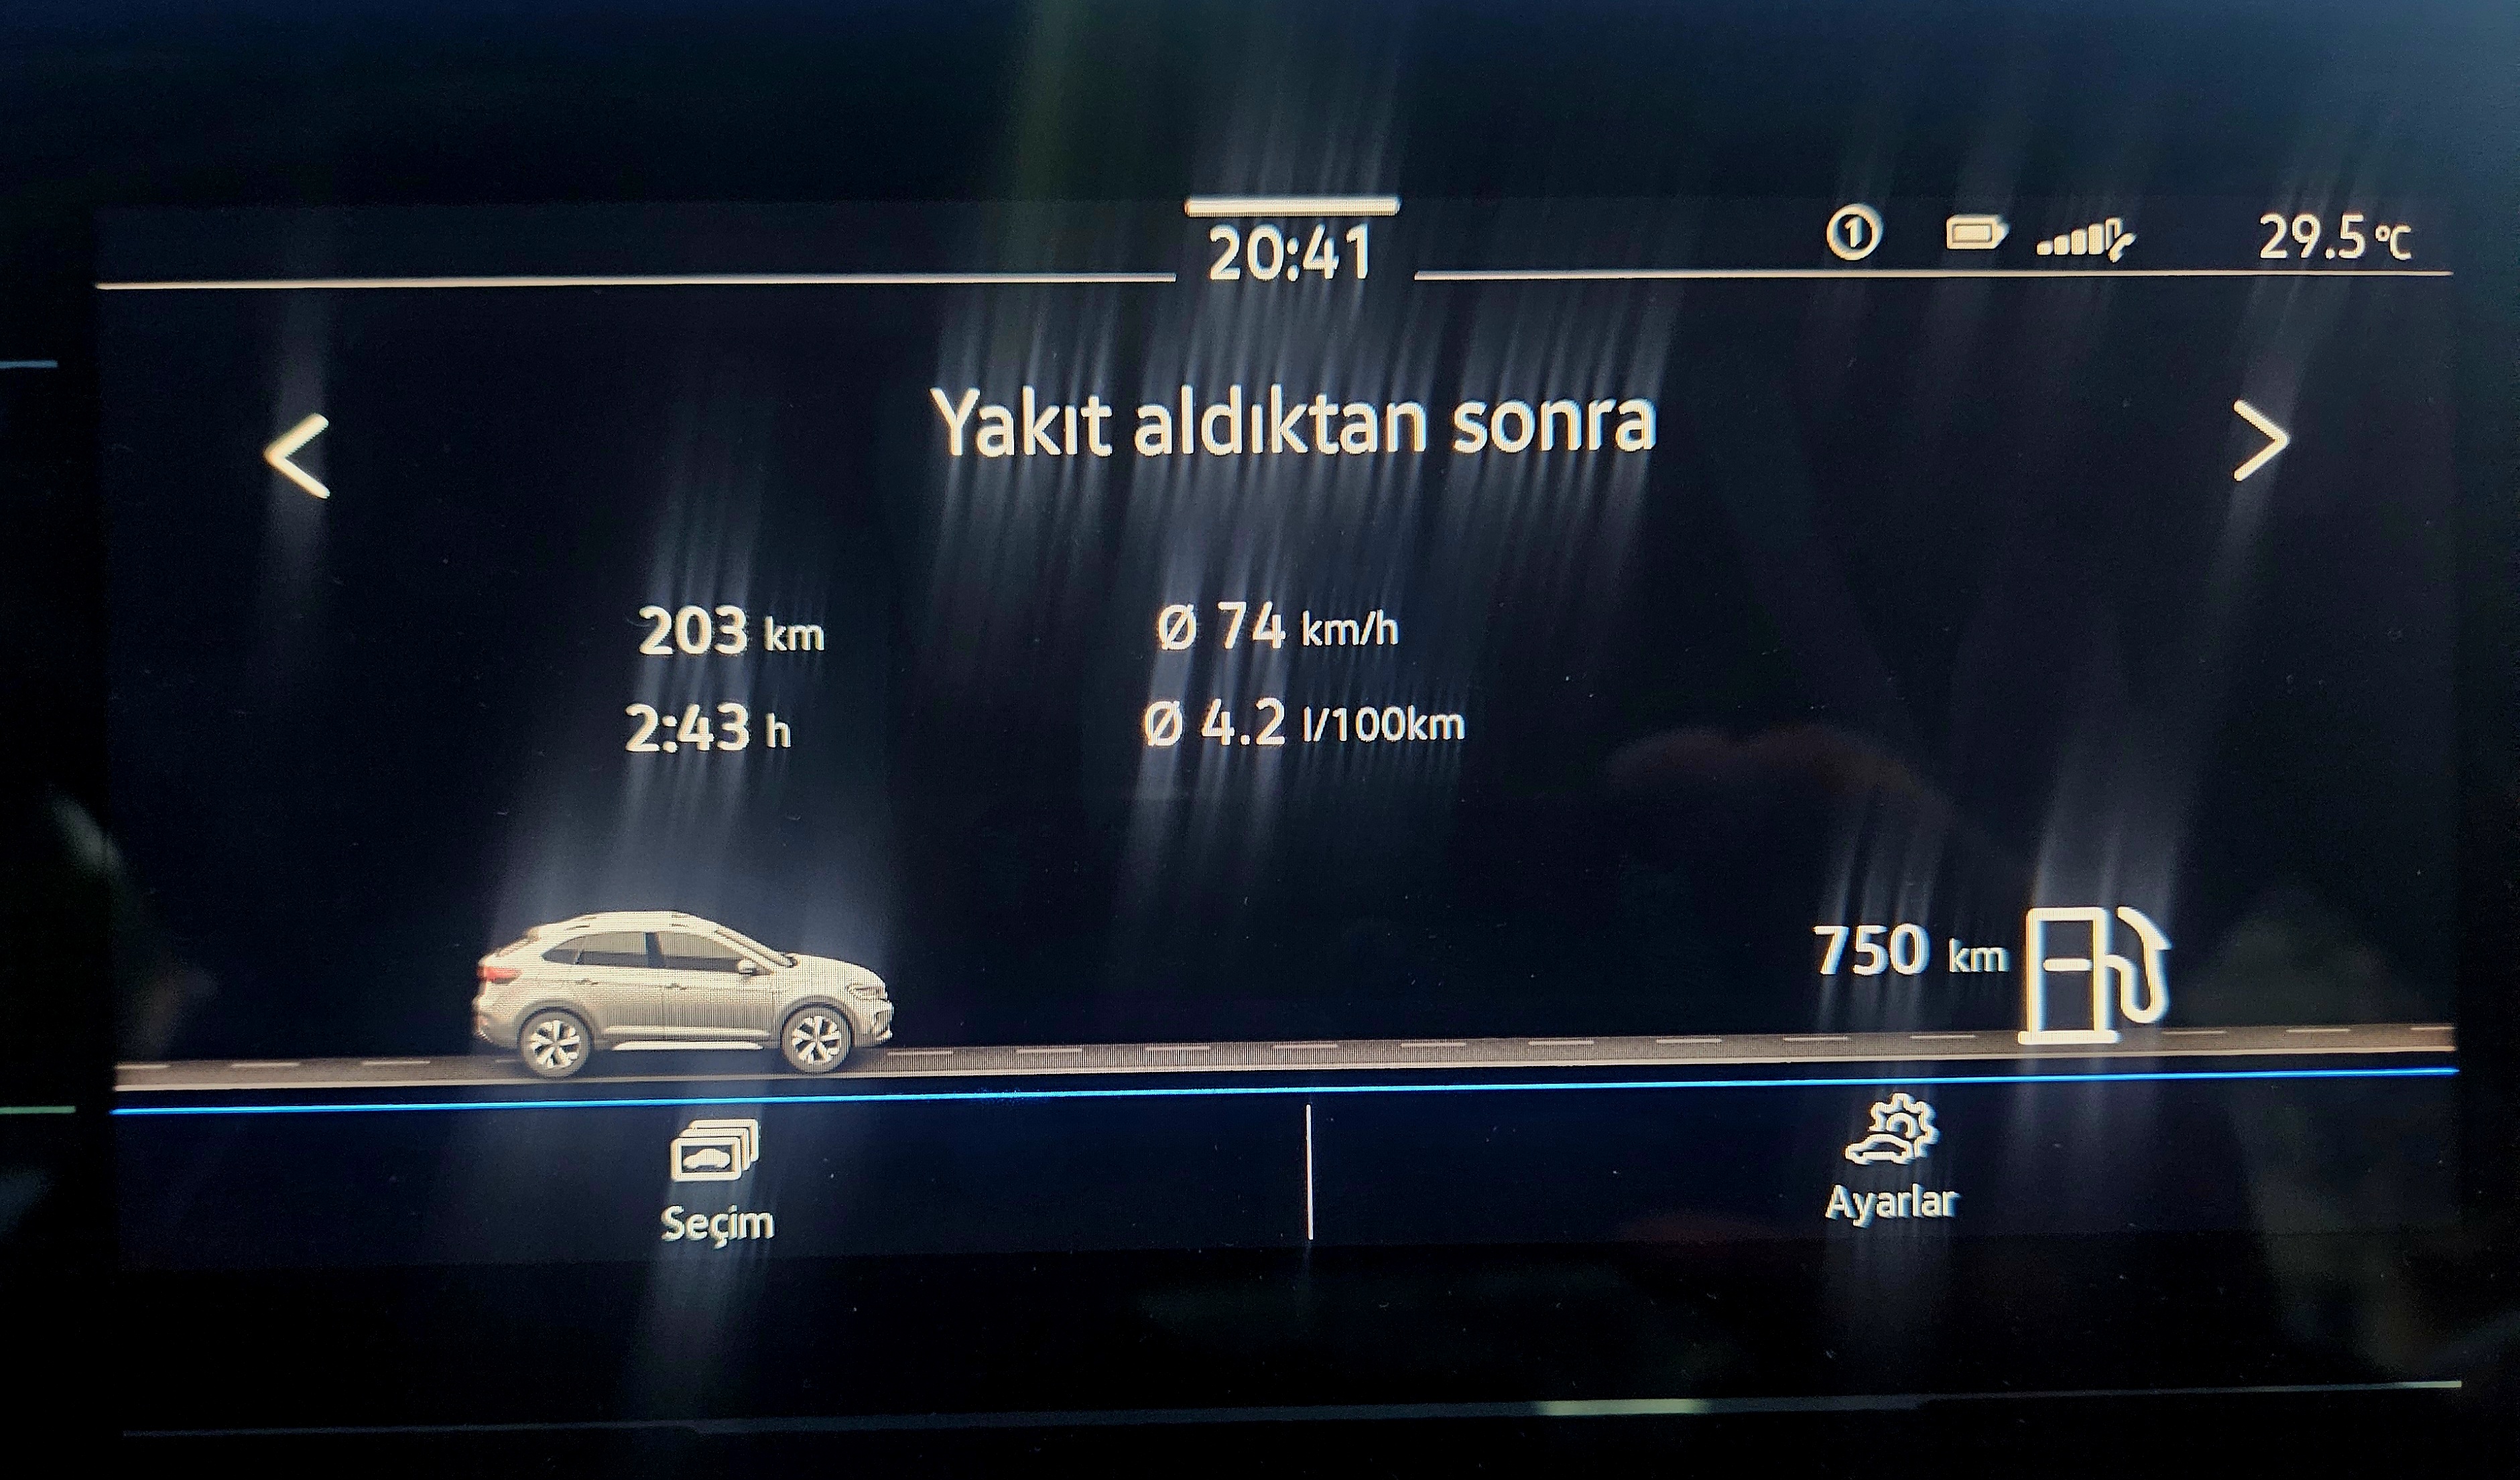 20:41
1
29.5 °C
Yakıt aldıktan sonra
203 km
Ø 74 km/h
2:43 h
Ø 4.2 l/100km
750 km
Seçim
Ayarlar